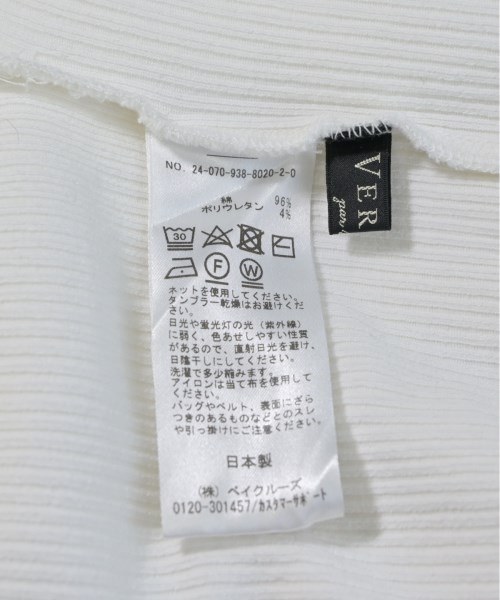 NO. 24-070-938-8020-2-0
綿 96%
ポリウレタン 4%
30
F W
ネットを使用してください。
タンブラー乾燥はお避けくだ
さい。
日光や蛍光灯の光（紫外線）
に弱く、色あせしやすい性質
があるので、直射日光を避け、
日陰干しにしてください。
洗濯で多少縮みます。
アイロンは当て布を使用して
ください。
バッグやベルト、表面にざら
つきのあるものなどとのスレ
や引っ掛けにご注意ください。
日本製
（株）ベイクルーズ
0120-301457/カスタマーサポート
VER
par